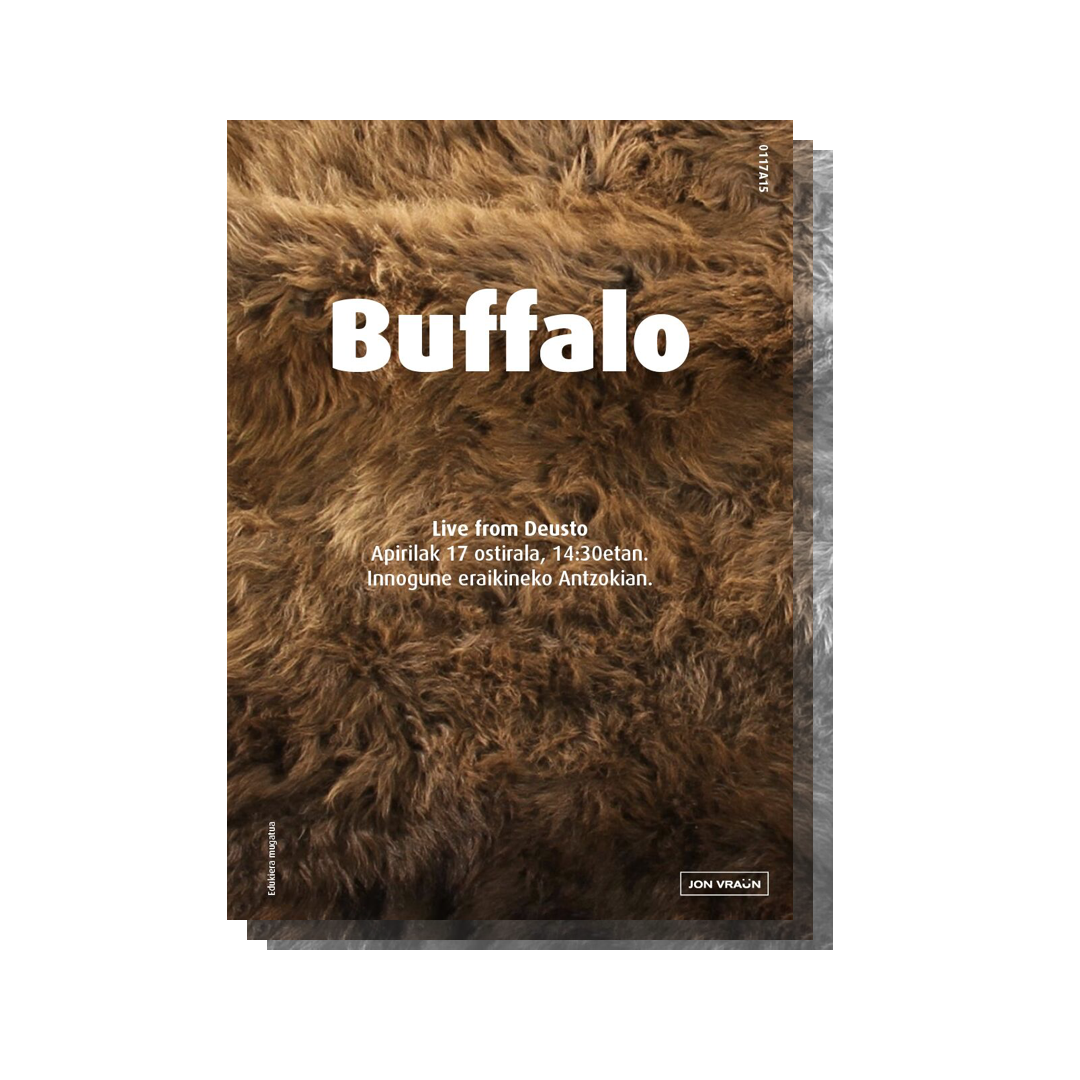 0117A15
Buffalo
Live from Deusto
Apirilak 17 ostirala, 14:30etan.
Innogune eraikineko Antzokian.
Edukiera mugatua
JON VRAÜN